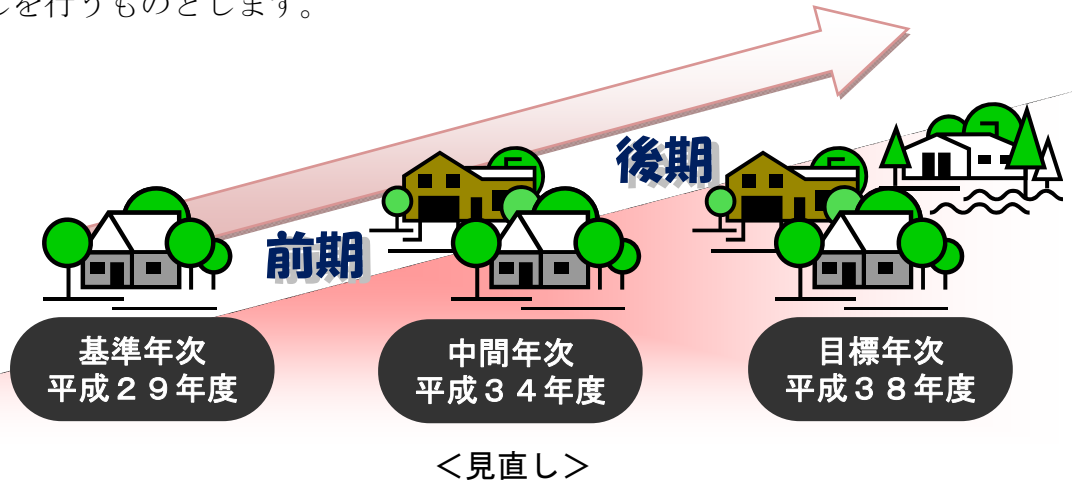 を行うものとします。
後期
前期
基準年次
平成２９年度
中間年次
平成３４年度
目標年次
平成３８年度
＜見直し＞